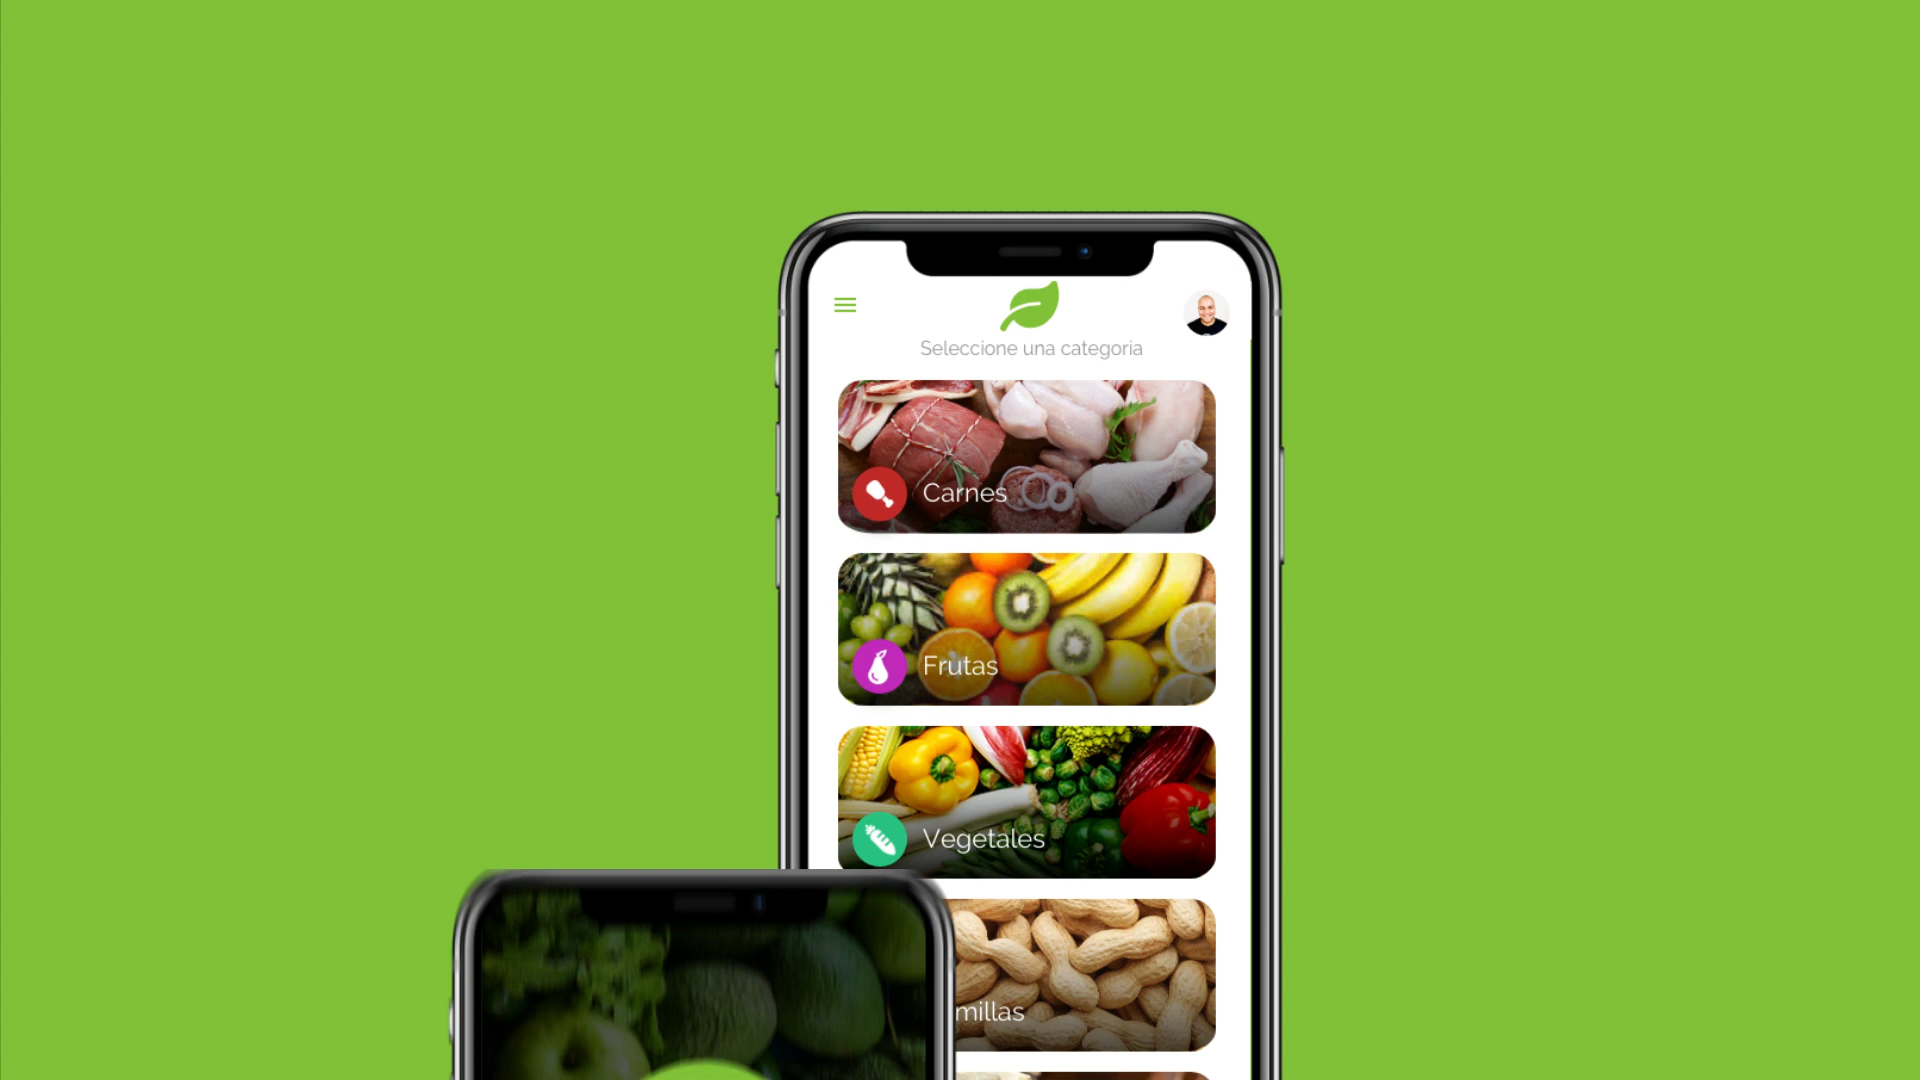 Seleccione una categoria
Carnes
Frutas
Vegetales
millas